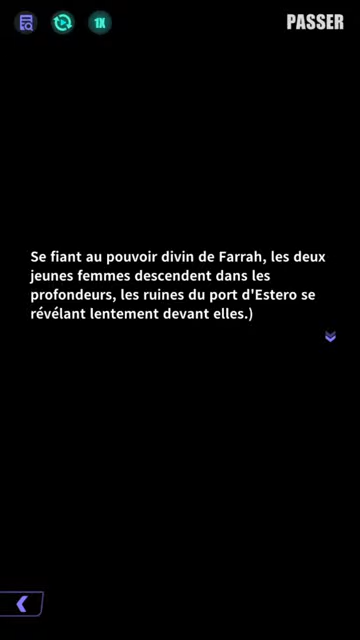 1X
PASSER
Se fiant au pouvoir divin de Farrah, les deux
jeunes femmes descendent dans les
profondeurs, les ruines du port d'Estero se
révélant lentement devant elles.)